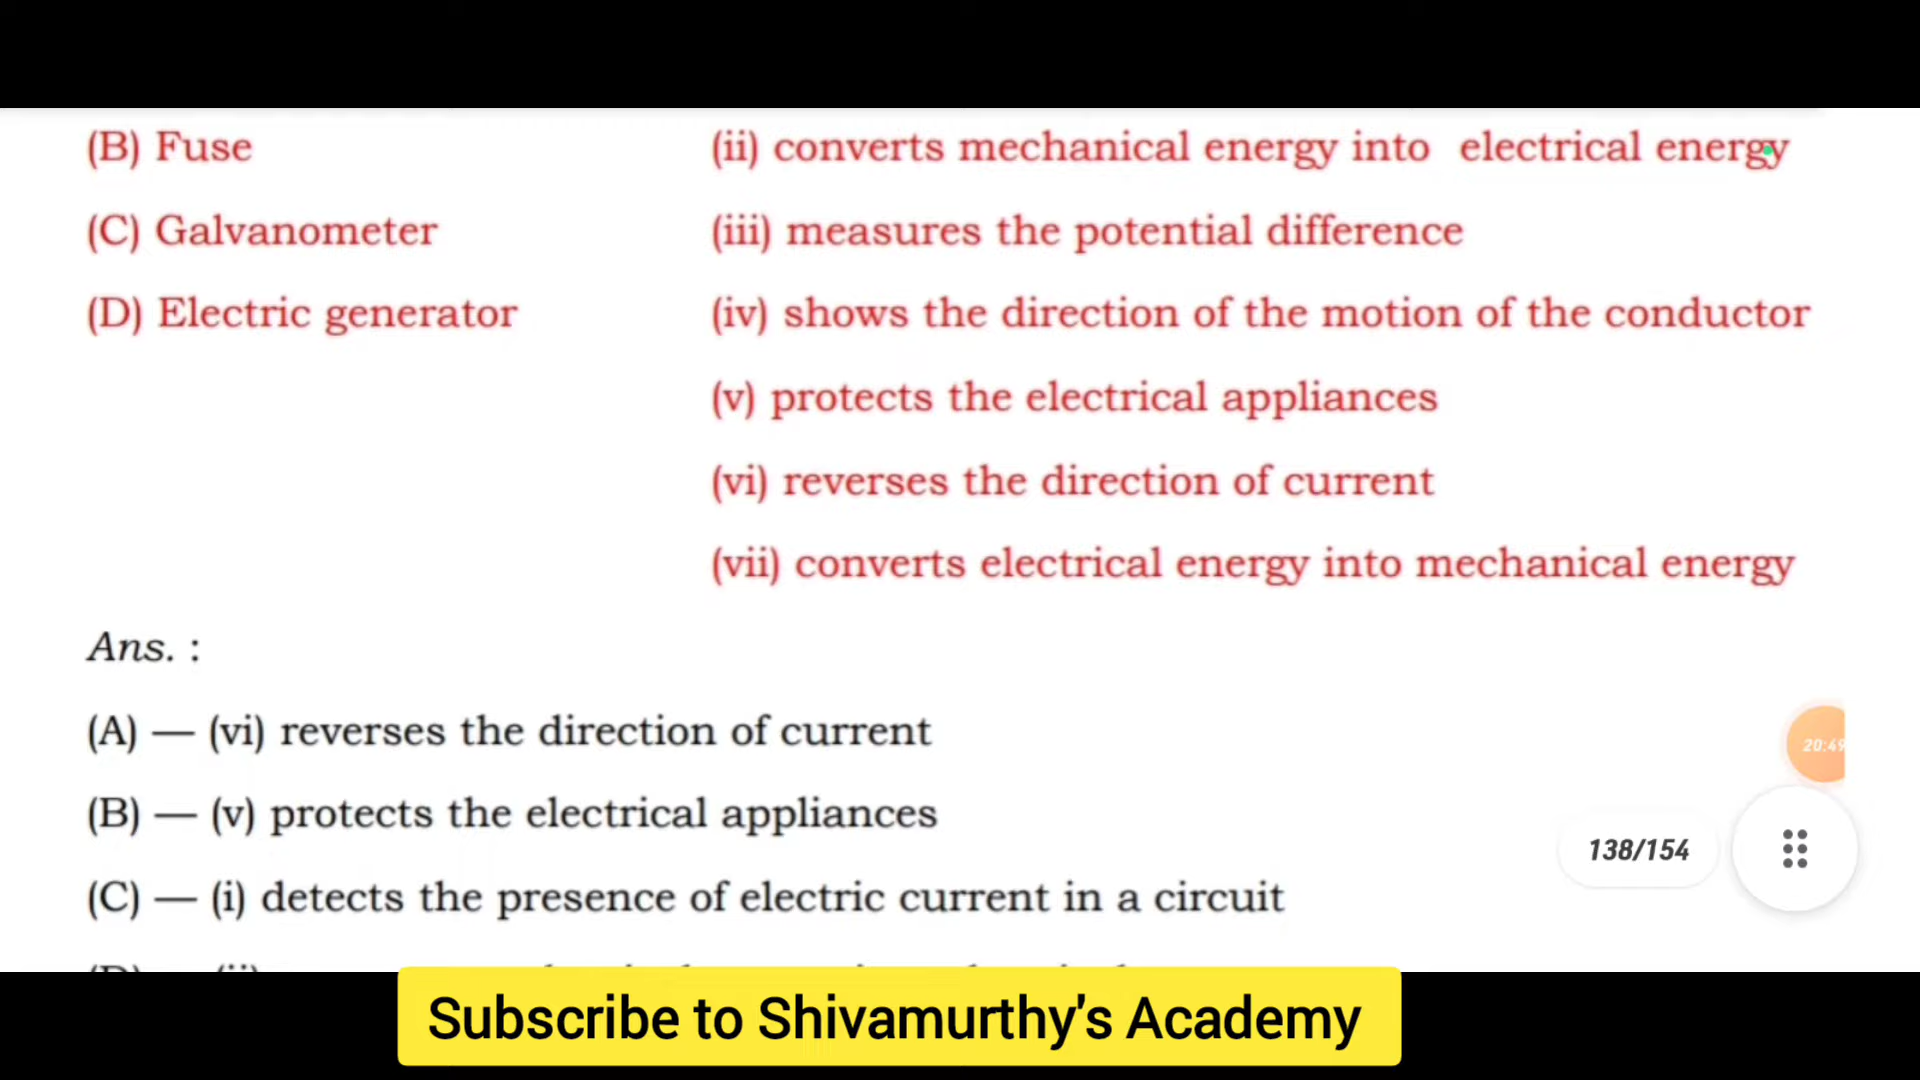 (B) Fuse (ii) converts mechanical energy into electrical energy
(C) Galvanometer (iii) measures the potential difference
(D) Electric generator (iv) shows the direction of the motion of the conductor
(v) protects the electrical appliances
(vi) reverses the direction of current
(vii) converts electrical energy into mechanical energy
Ans. :
(A) — (vi) reverses the direction of current
20:49
(B) — (v) protects the electrical appliances
138/154
(C) — (i) detects the presence of electric current in a circuit
Subscribe to Shivamurthy's Academy